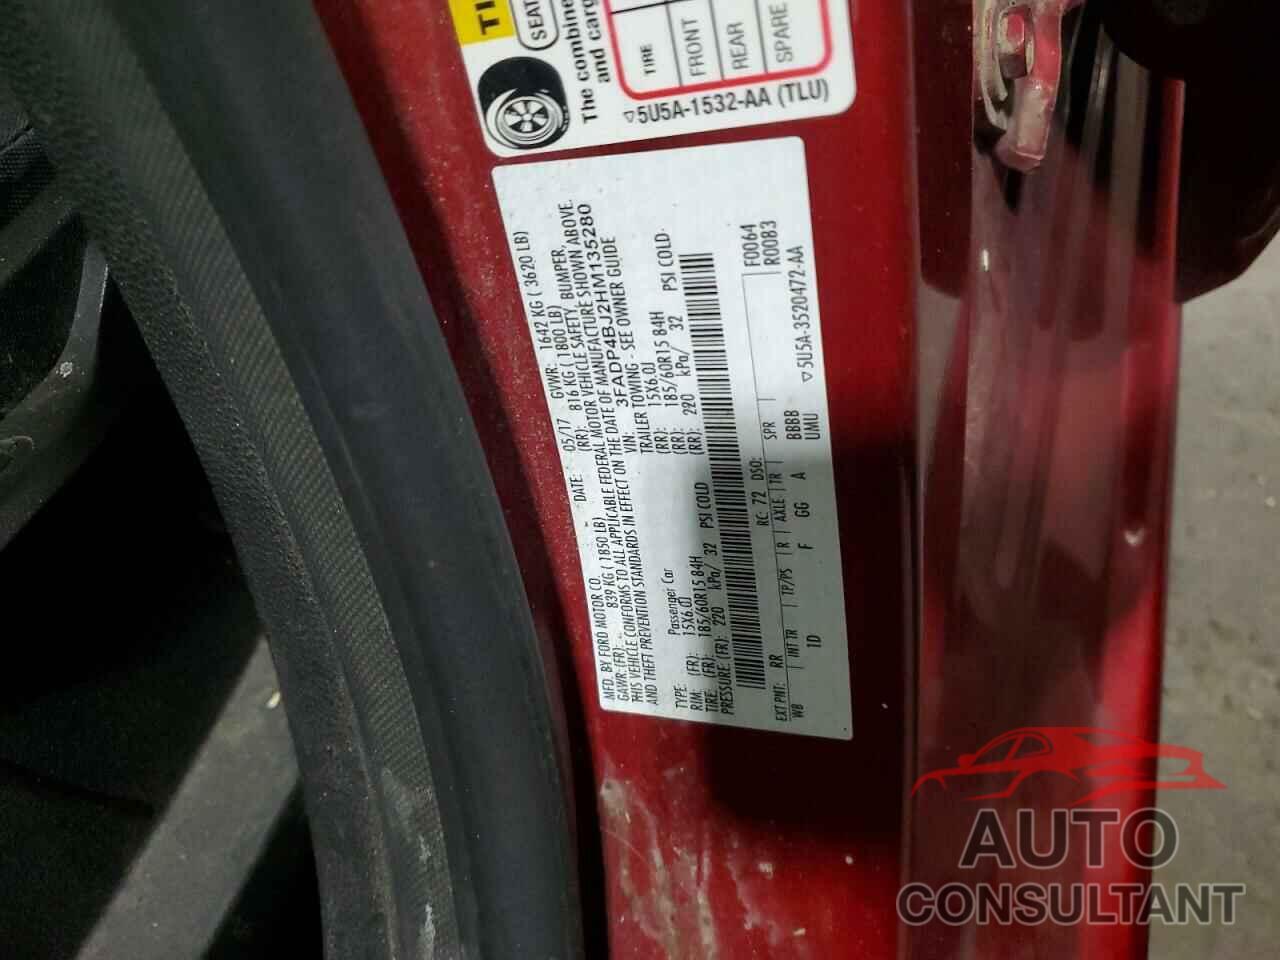 TI
SEAT
The combine
and carg
TIRE
FRONT
REAR
SPARE
5U5A-1532-AA (TLU)
MFD. BY FORD MOTOR CO.
DATE: 05/17 GVWR: 1642 KG ( 3620 LB)
GAWR:(FR): 839 KG ( 1850 LB) (RR): 816 KG ( 1800 LB)
THIS VEHICLE CONFORMS TO ALL APPLICABLE FEDERAL MOTOR VEHICLE SAFETY, BUMPER,
AND THEFT PREVENTION STANDARDS IN EFFECT ON THE DATE OF MANUFACTURE SHOWN ABOVE.
VIN: 3FADP4BJ2HM135280
TYPE: Passenger Car TRAILER TOWING - SEE OWNER GUIDE
RIM: (FR): 15X6.0J (RR): 15X6.0J
TIRE: (FR): 185/60R15 84H (RR): 185/60R15 84H
PRESSURE: (FR): 220 kPa/ 32 PSI COLD (RR): 220 kPa/ 32 PSI COLD
F0064
R0083
EXT PNT: RR RC: 72 DSO:
WB INT TR TP/PS R AXLE TR SPR
1D F GG A BBBB
UMU
5U5A-3520472-AA
AUTO
CONSULTANT